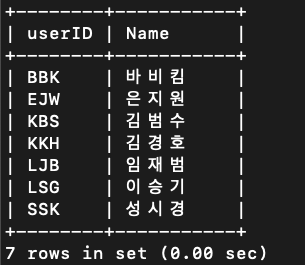 +--------+-----------+
| userID | Name      |
+--------+-----------+
| BBK    | 바비킴    |
| EJW    | 은지원    |
| KBS    | 김범수    |
| KKH    | 김경호    |
| LJB    | 임재범    |
| LSG    | 이승기    |
| SSK    | 성시경    |
+--------+-----------+
7 rows in set (0.00 sec)